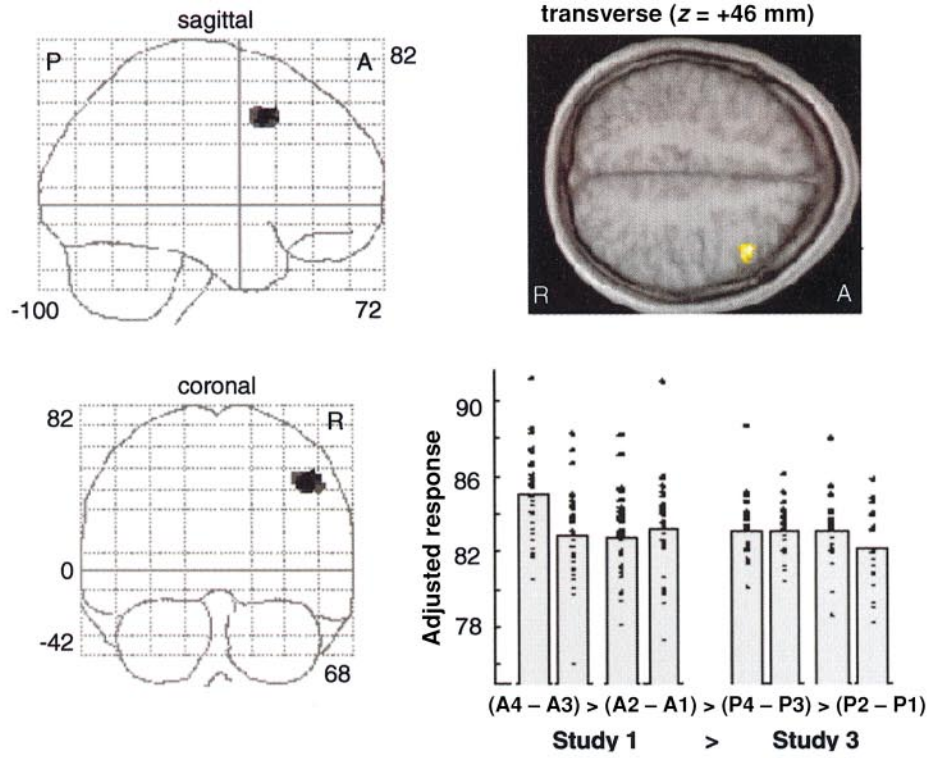 sagittal
P A 82
-100 72
transverse (z = +46 mm)
R A
coronal
82 R
0
-42
68
Adjusted response
90
86
82
78
(A4 – A3) > (A2 – A1) > (P4 – P3) > (P2 – P1)
Study 1 > Study 3